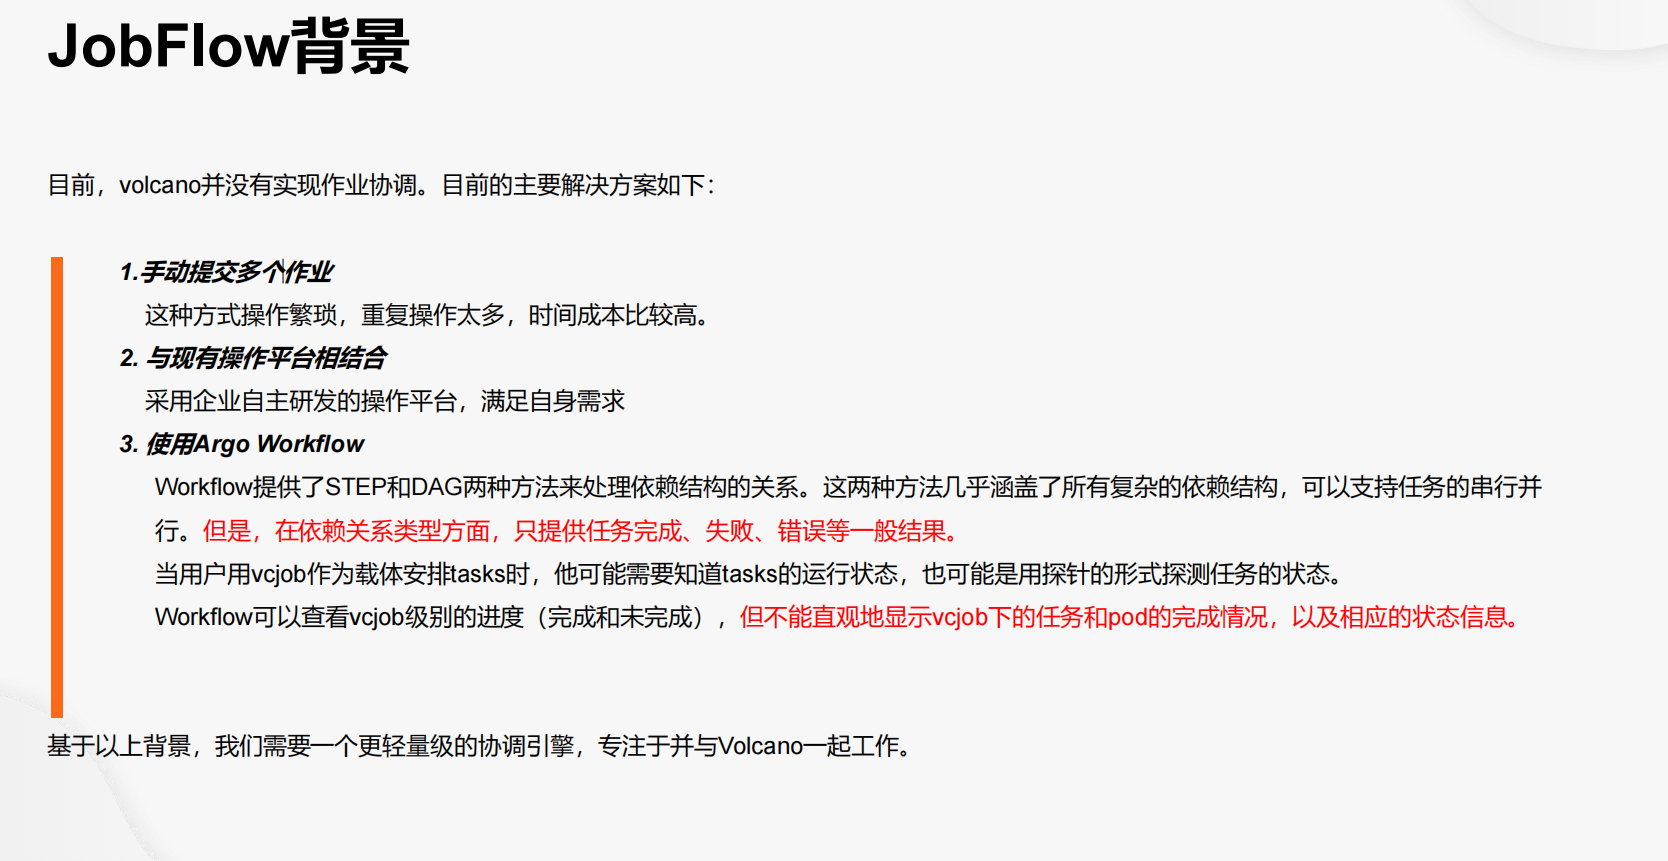 JobFlow背景
目前，volcano并没有实现作业协调。目前的主要解决方案如下：
1.手动提交多个作业
这种方式操作繁琐，重复操作太多，时间成本比较高。
2. 与现有操作平台相结合
采用企业自主研发的操作平台，满足自身需求
3. 使用Argo Workflow
Workflow提供了STEP和DAG两种方法来处理依赖结构的关系。这两种方法几乎涵盖了所有复杂的依赖结构，可以支持任务的串行并
行。但是，在依赖关系类型方面，只提供任务完成、失败、错误等一般结果。
当用户用vcjob作为载体安排tasks时，他可能需要知道tasks的运行状态，也可能是用探针的形式探测任务的状态。
Workflow可以查看vcjob级别的进度（完成和未完成），但不能直观地显示vcjob下的任务和pod的完成情况，以及相应的状态信息。
基于以上背景，我们需要一个更轻量级的协调引擎，专注于并与Volcano一起工作。